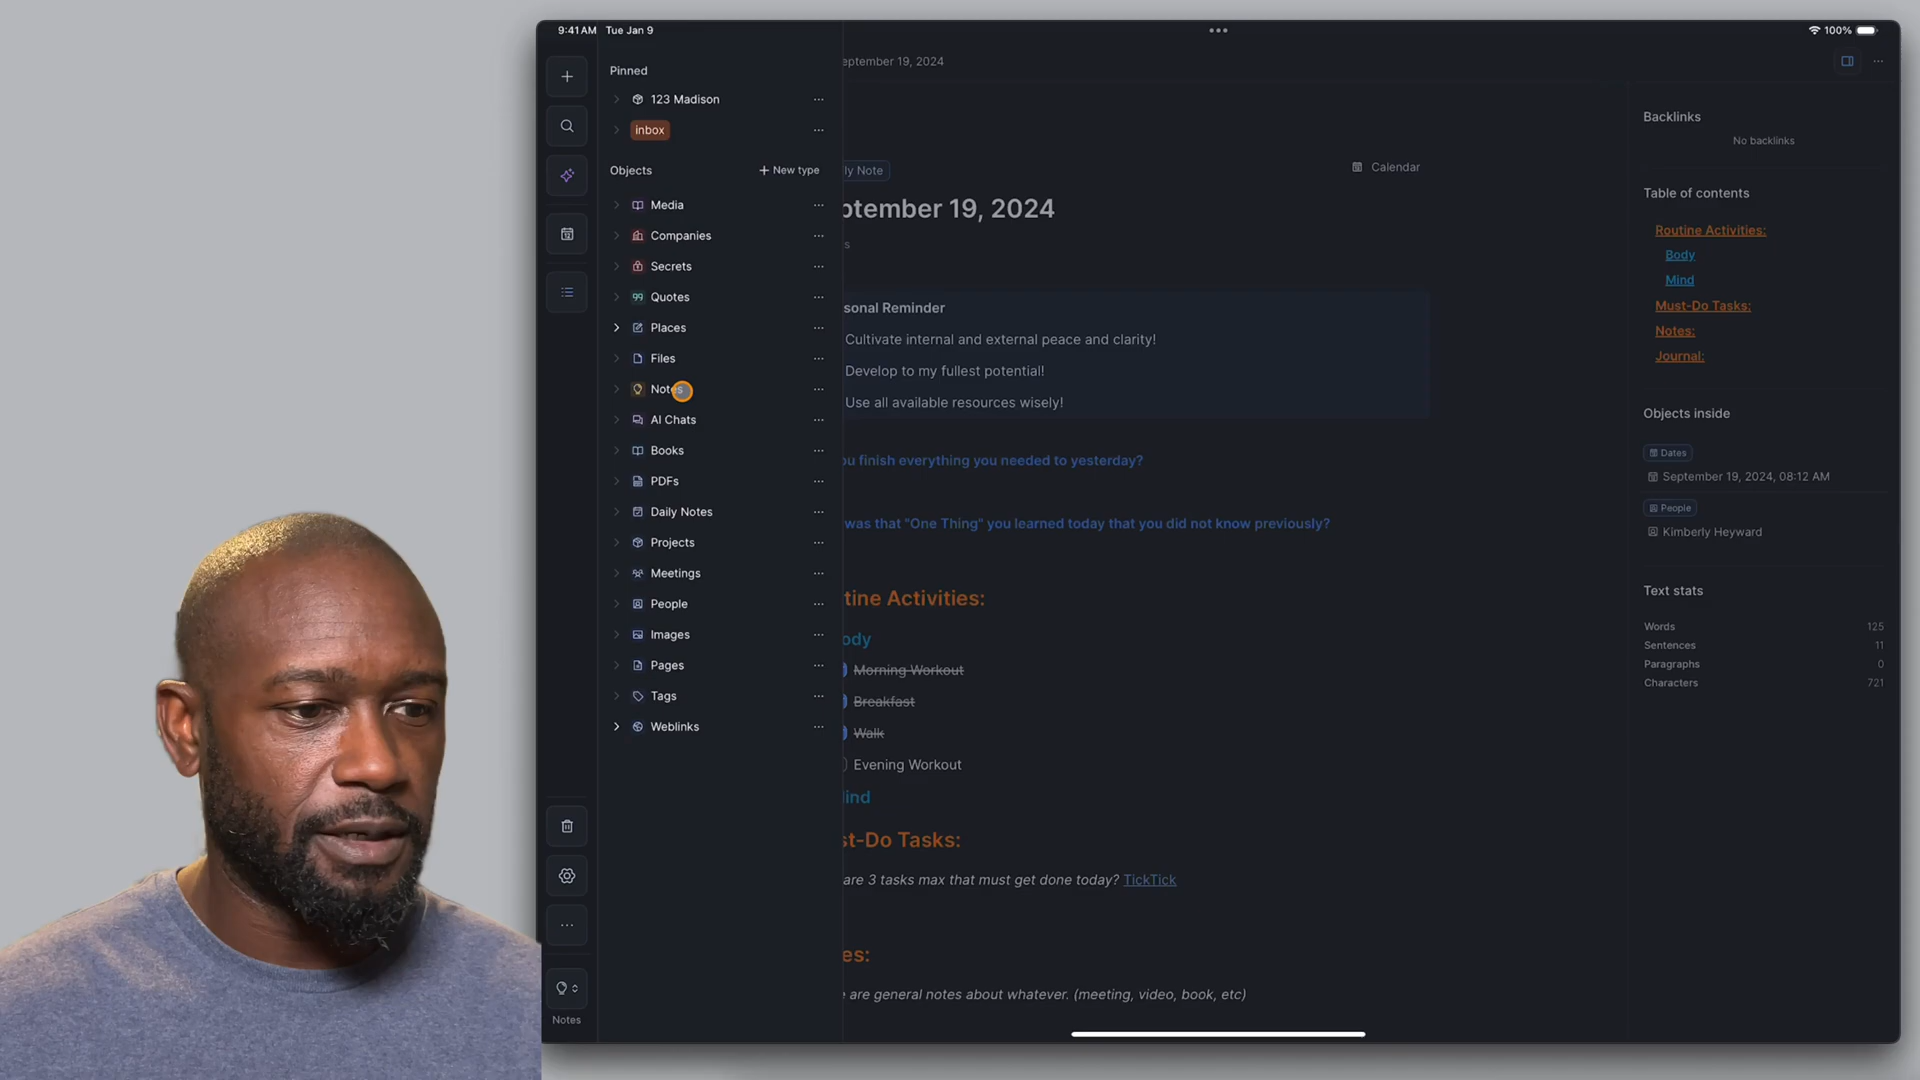 9:41 AM Tue Jan 9
100%
Pinned
123 Madison
inbox
Objects
New type
Media
Companies
Secrets
Quotes
Places
Files
Notes
AI Chats
Books
PDFs
Daily Notes
Projects
Meetings
People
Images
Pages
Tags
Weblinks
Notes
eptember 19, 2024
ly Note
Calendar
ptember 19, 2024
s
sonal Reminder
Cultivate internal and external peace and clarity!
Develop to my fullest potential!
Use all available resources wisely!
u finish everything you needed to yesterday?
was that "One Thing" you learned today that you did not know previously?
tine Activities:
ody
Morning Workout
Breakfast
Walk
Evening Workout
ind
st-Do Tasks:
are 3 tasks max that must get done today? TickTick
es:
e are general notes about whatever. (meeting, video, book, etc)
Backlinks
No backlinks
Table of contents
Routine Activities:
Body
Mind
Must-Do Tasks:
Notes:
Journal:
Objects inside
Dates
September 19, 2024, 08:12 AM
People
Kimberly Heyward
Text stats
Words 125
Sentences 11
Paragraphs 0
Characters 721